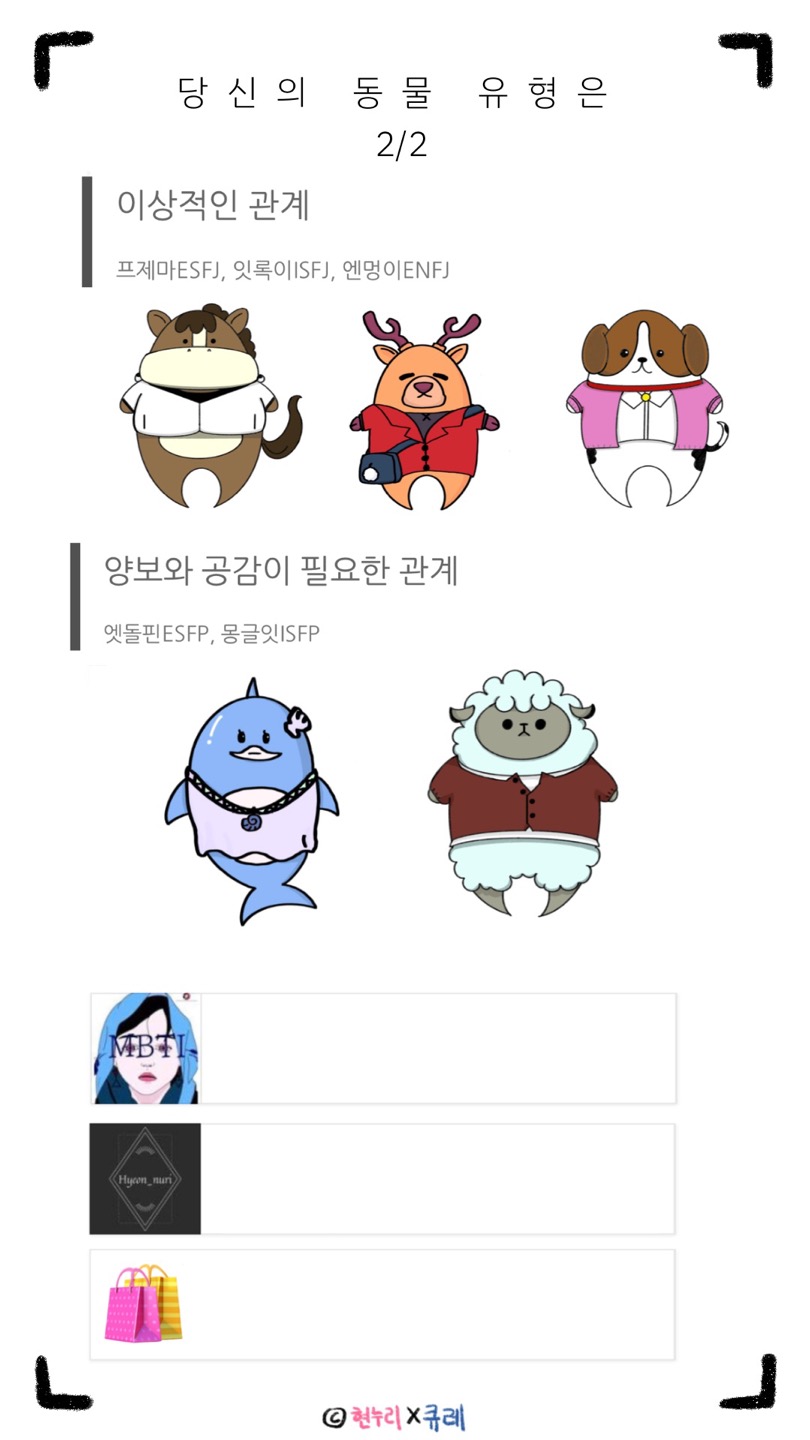 당신의 동물 유형은
2/2
이상적인 관계
프제마ESFJ, 잇록이ISFJ, 엔멍이ENFJ
양보와 공감이 필요한 관계
엣돌핀ESFP, 몽글잇ISFP
MBTI
Hyeon_nuri
© 현누리 X 큐레